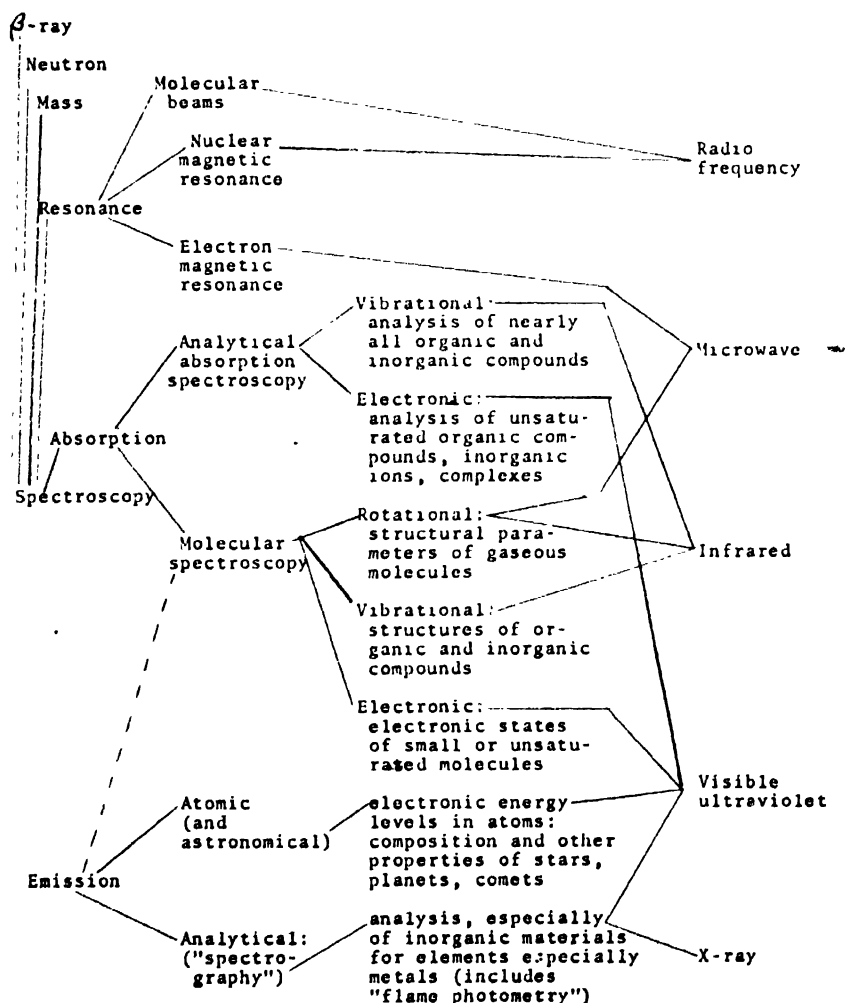 β-ray
Neutron
Mass
Molecular
beams
Nuclear
magnetic
resonance
Radio
frequency
Resonance
Electron
magnetic
resonance
Vibrational:
analysis of nearly
all organic and
inorganic compounds
Analytical
absorption
spectroscopy
Microwave
Electronic:
analysis of unsatu-
rated organic com-
pounds, inorganic
ions, complexes
Absorption
Spectroscopy
Rotational:
structural para-
meters of gaseous
molecules
Molecular
spectroscopy
Infrared
Vibrational:
structures of or-
ganic and inorganic
compounds
Electronic:
electronic states
of small or unsatu-
rated molecules
Visible
ultraviolet
Atomic
(and
astronomical)
electronic energy
levels in atoms:
composition and other
properties of stars,
planets, comets
Emission
Analytical:
("spectro-
graphy")
analysis, especially
of inorganic materials
for elements especially
metals (includes
"flame photometry")
X-ray